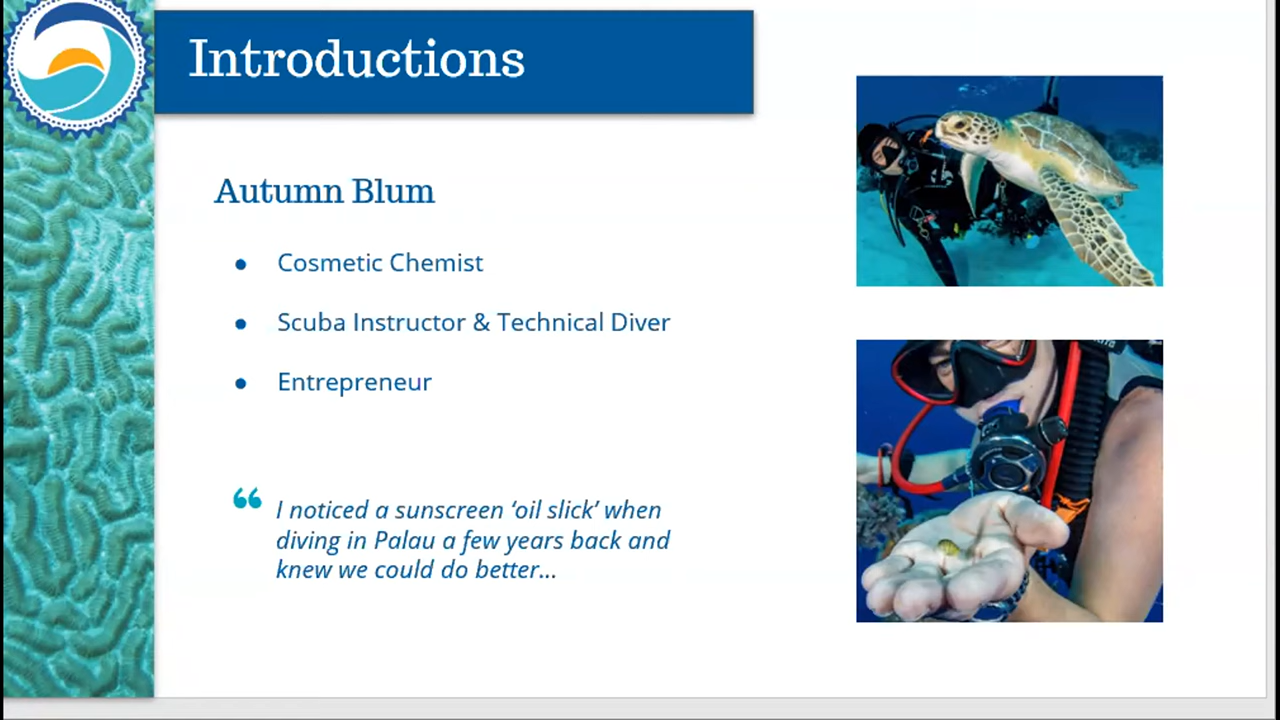 Introductions
Autumn Blum
● Cosmetic Chemist
● Scuba Instructor & Technical Diver
● Entrepreneur
“ I noticed a sunscreen ‘oil slick’ when
diving in Palau a few years back and
knew we could do better...